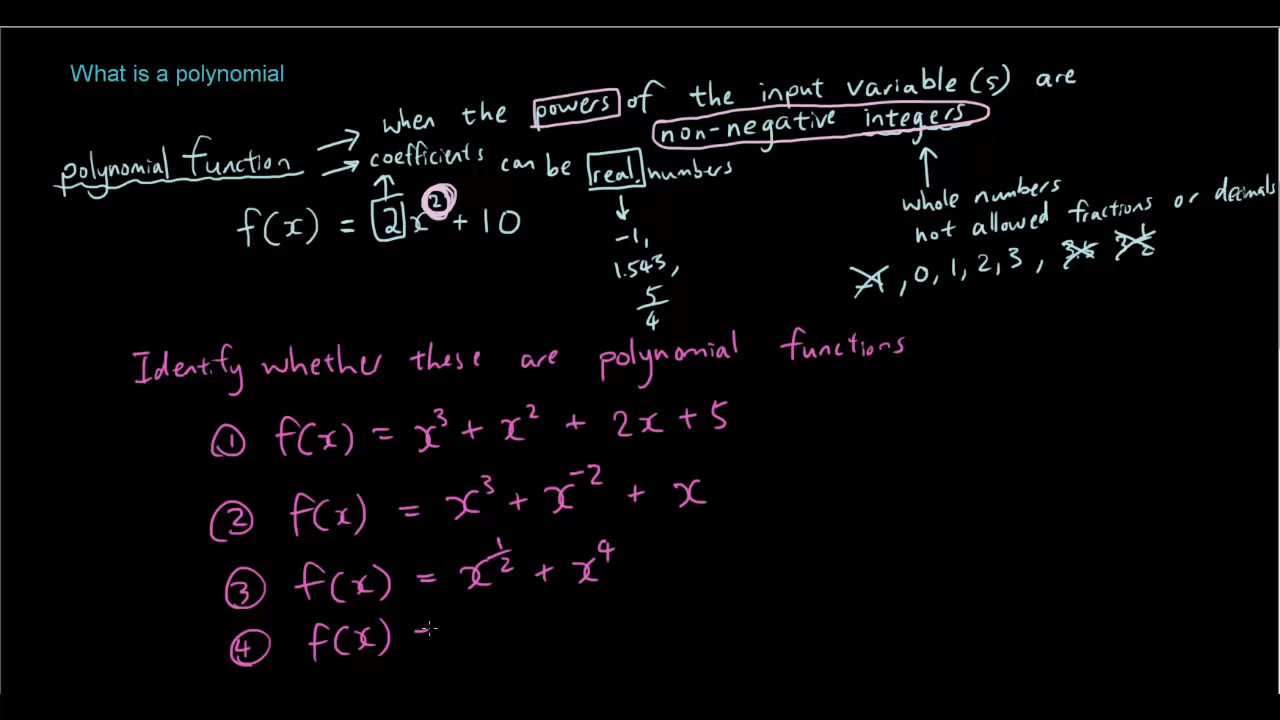 What is a polynomial
polynomial function → when the powers of the input variable(s) are
non-negative integers
→ coefficients can be real numbers
f(x) = 2x² + 10
-1,
1.543,
5/4
whole numbers
not allowed fractions or decimals
-1, 0, 1, 2, 3,
Identify whether these are polynomial functions
① f(x) = x³ + x² + 2x + 5
② f(x) = x³ + x⁻² + x
③ f(x) = x^½ + x⁴
④ f(x) -